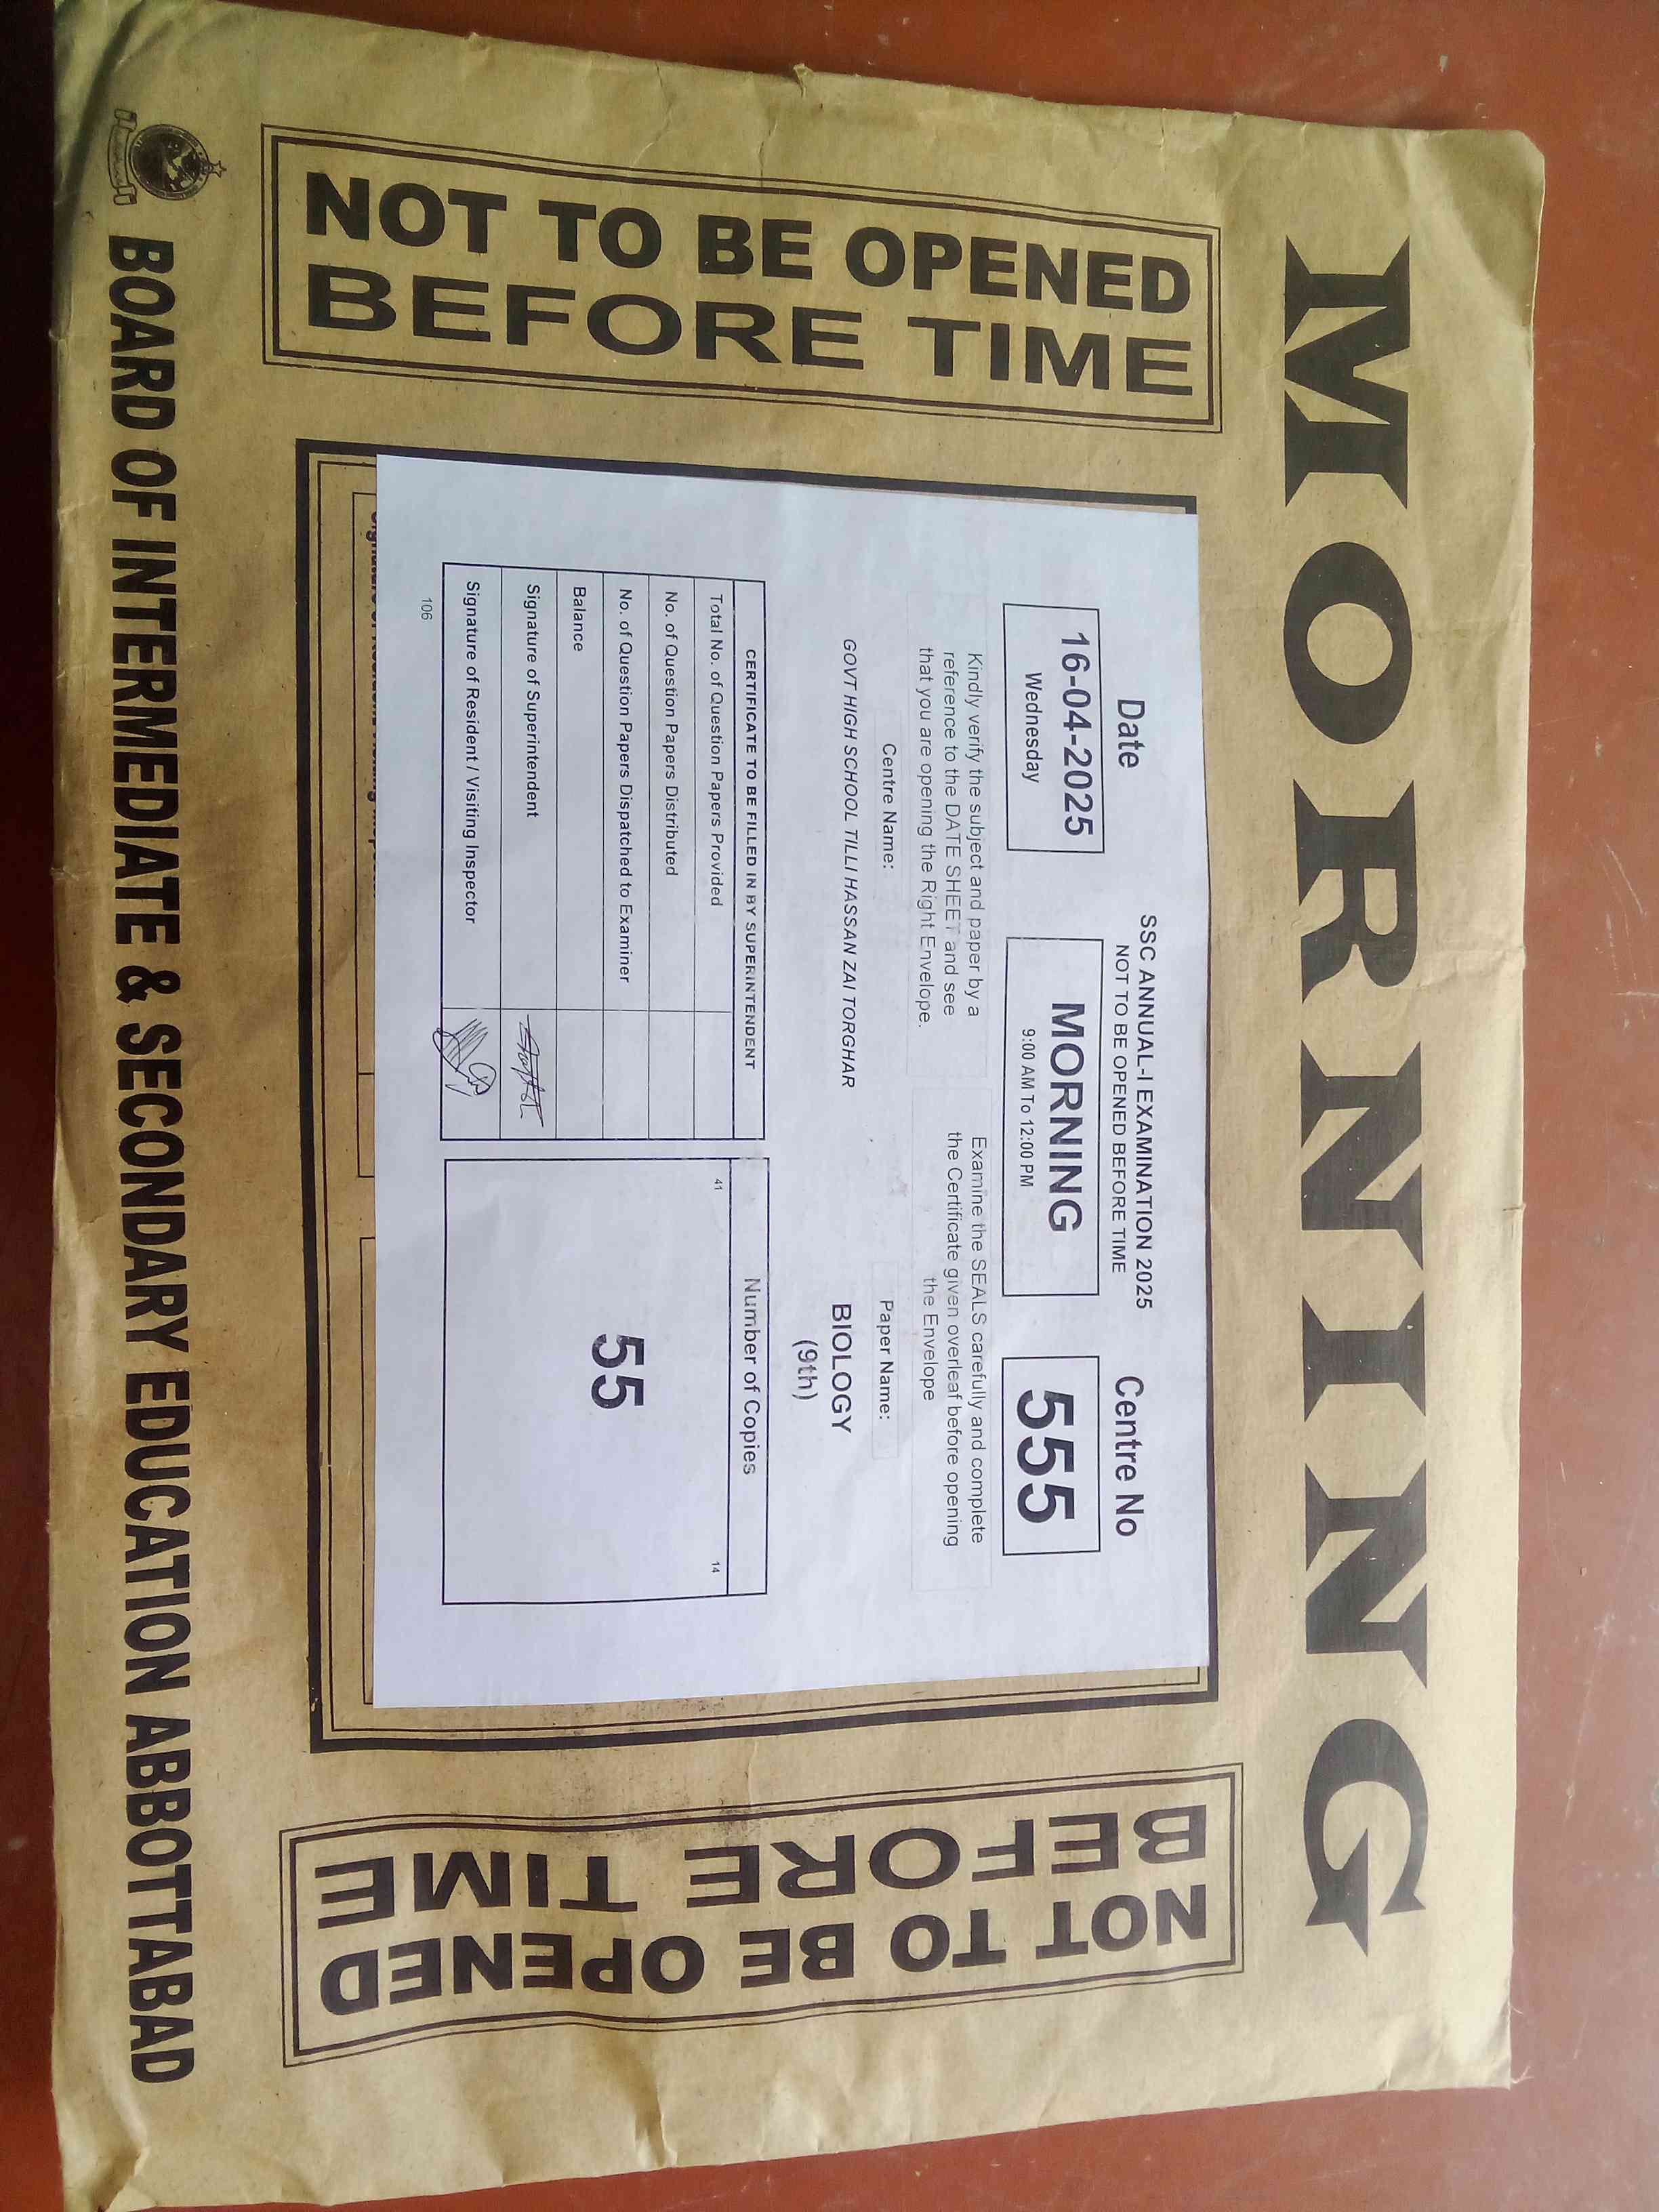 MORNING
NOT TO BE OPENED
BEFORE TIME
SSC ANNUAL-I EXAMINATION 2025
NOT TO BE OPENED BEFORE TIME
Date
16-04-2025
Wednesday
MORNING
9:00 AM To 12:00 PM
Centre No
555
Kindly verify the subject and paper by a
reference to the DATE SHEET and see
that you are opening the Right Envelope.
Examine the SEALS carefully and complete
the Certificate given overleaf before opening
the Envelope
Centre Name:
GOVT HIGH SCHOOL TILLI HASSAN ZAI TORGHAR
Paper Name:
BIOLOGY
(9th)
CERTIFICATE TO BE FILLED IN BY SUPERINTENDENT
Total No. of Question Papers Provided
No. of Question Papers Distributed
No. of Question Papers Dispatched to Examiner
Balance
Signature of Superintendent
Signature of Resident / Visiting Inspector
Number of Copies
41
14
55
106
NOT TO BE OPENED
BEFORE TIME
BOARD OF INTERMEDIATE & SECONDARY EDUCATION ABBOTTABAD